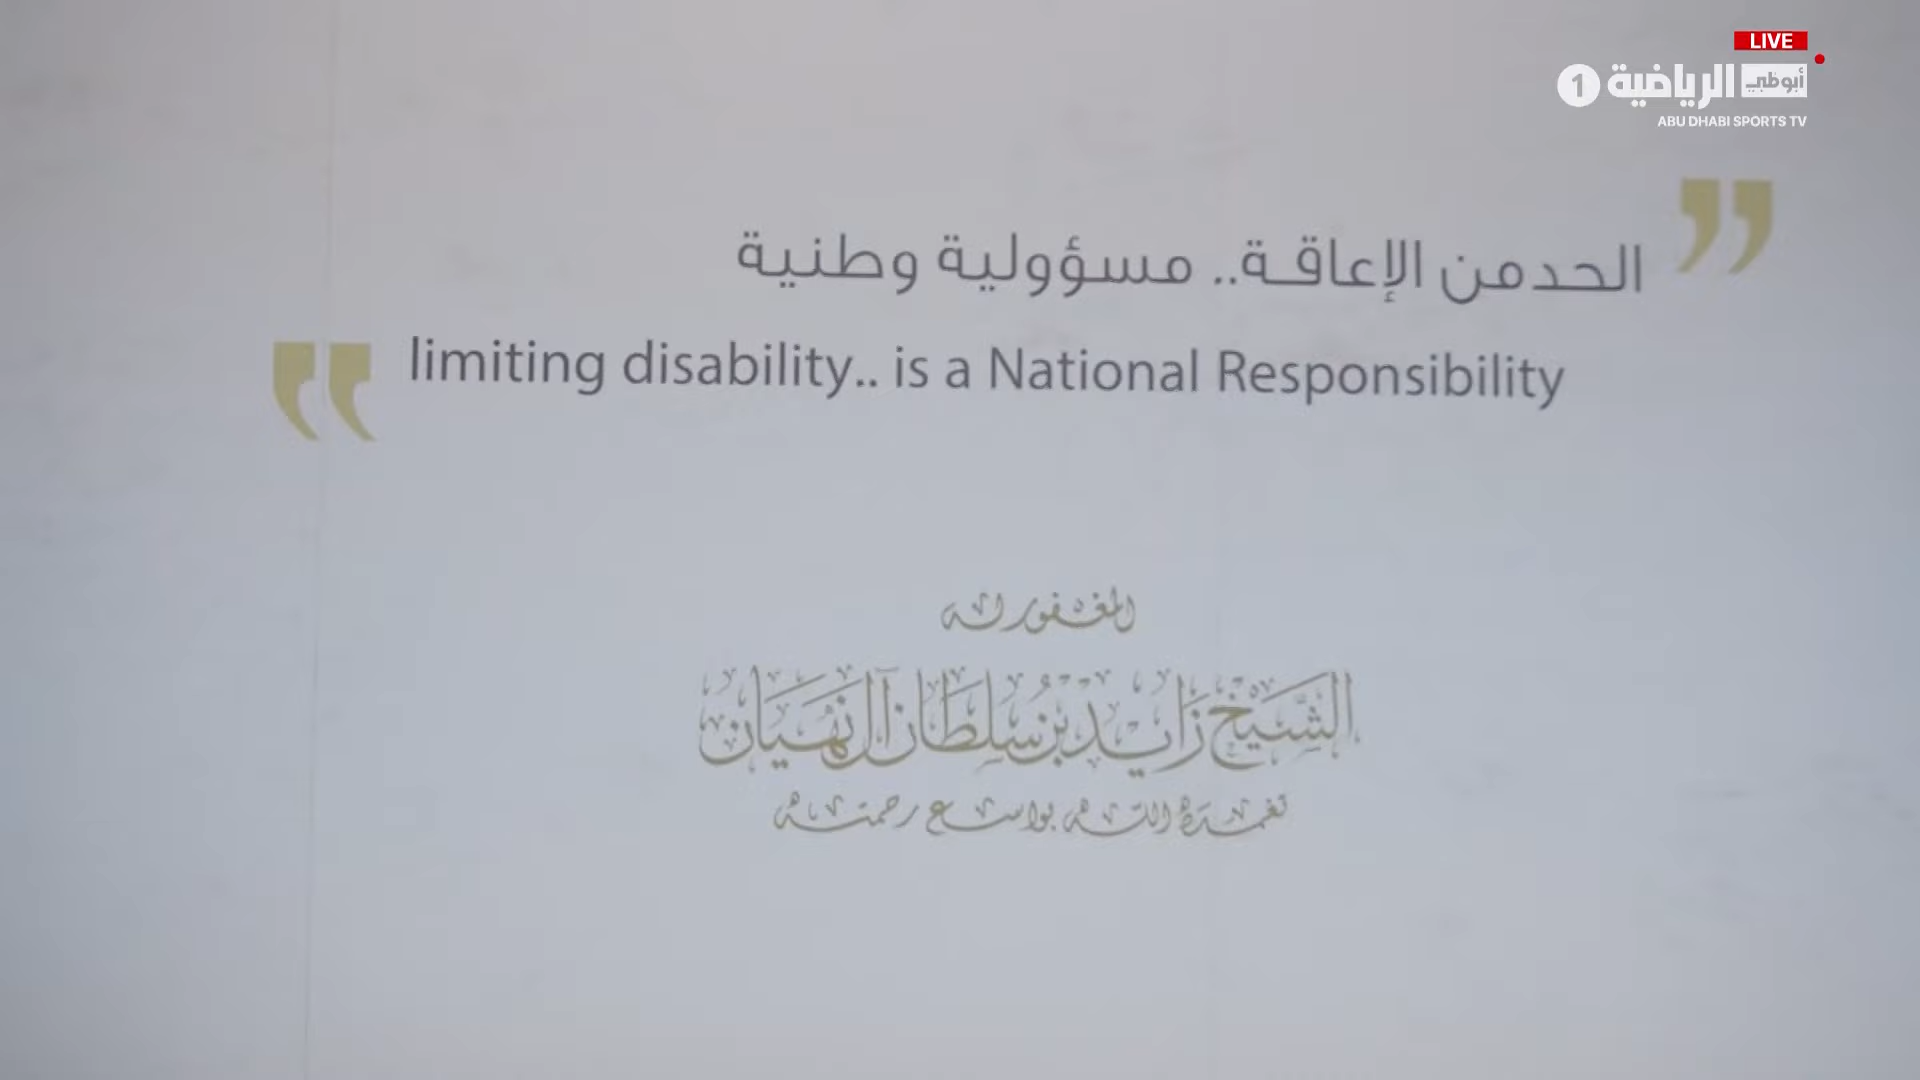 LIVE
أبوظبي الرياضية 1
ABU DHABI SPORTS TV
الحد من الإعاقة.. مسؤولية وطنية
limiting disability.. is a National Responsibility
المغفور له
الشيخ زايد بن سلطان آل نهيان
تغمده الله بواسع رحمته